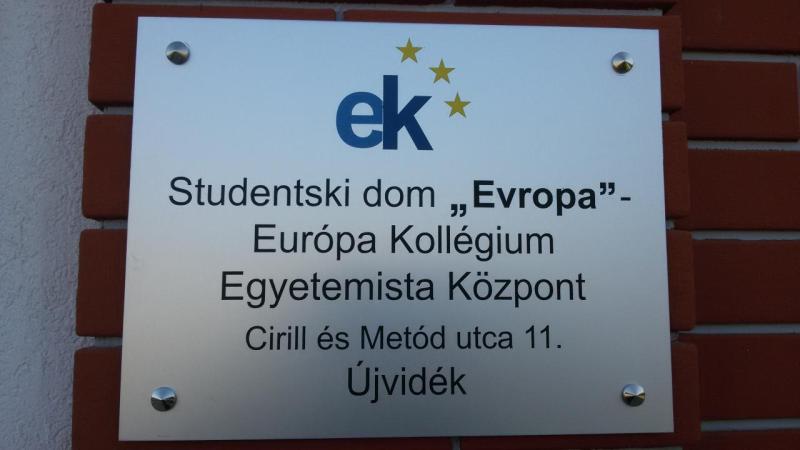 ek
Studentski dom „Evropa”-
Európa Kollégium
Egyetemista Központ
Cirill és Metód utca 11.
Újvidék